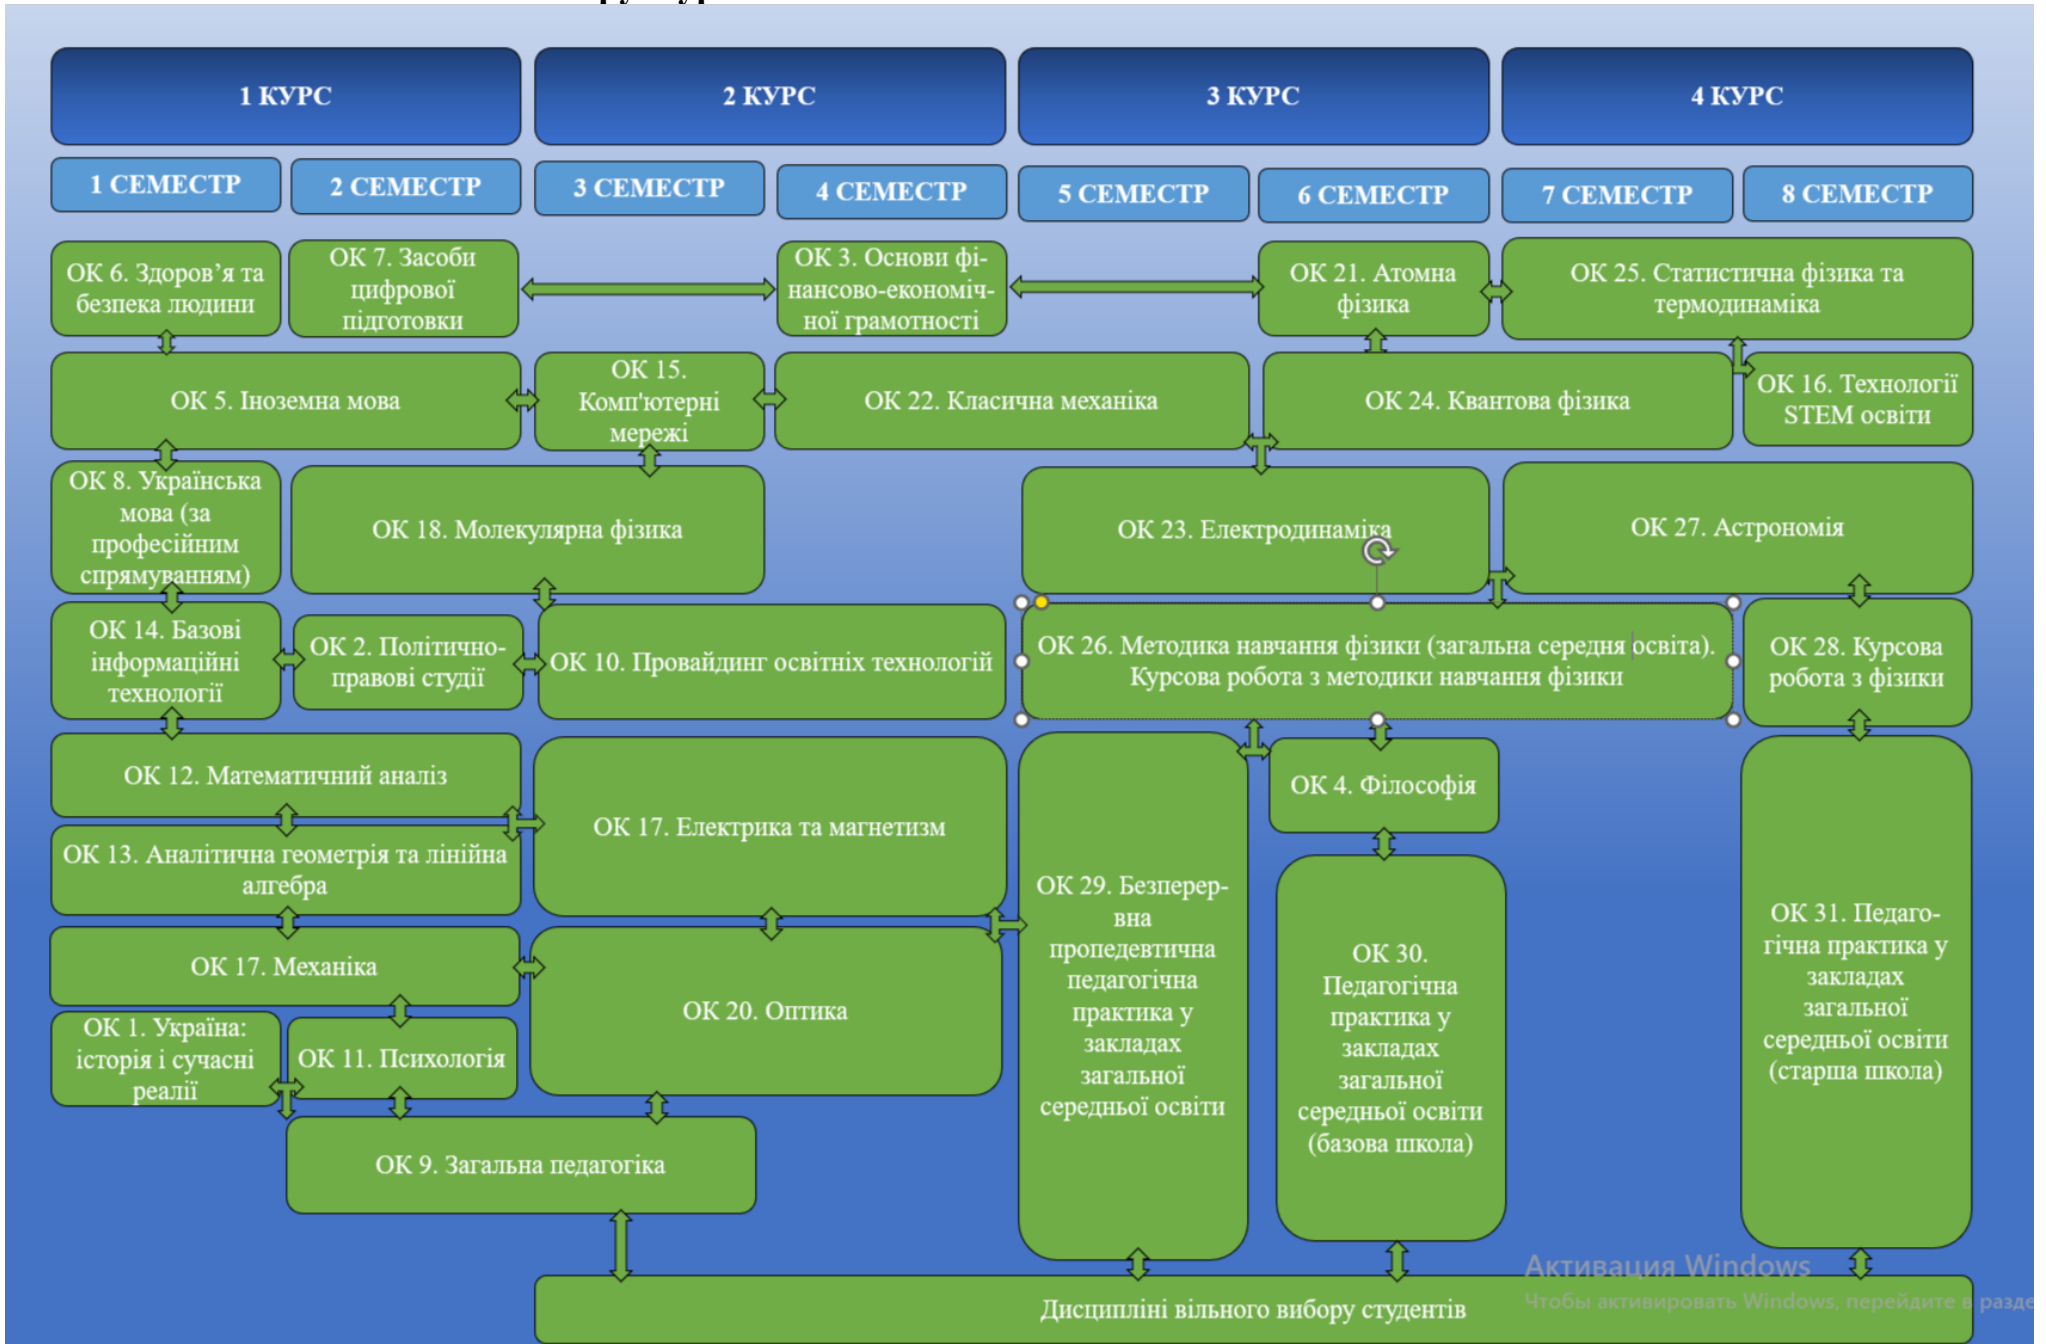 1 КУРС
2 КУРС
3 КУРС
4 КУРС
1 СЕМЕСТР
2 СЕМЕСТР
3 СЕМЕСТР
4 СЕМЕСТР
5 СЕМЕСТР
6 СЕМЕСТР
7 СЕМЕСТР
8 СЕМЕСТР
ОК 6. Здоров’я та
безпека людини
ОК 7. Засоби
цифрової
підготовки
ОК 3. Основи фі-
нансово-економіч-
ної грамотності
ОК 21. Атомна
фізика
ОК 25. Статистична фізика та
термодинаміка
ОК 5. Іноземна мова
ОК 15.
Комп'ютерні
мережі
ОК 22. Класична механіка
ОК 24. Квантова фізика
ОК 16. Технології
STEM освіти
ОК 8. Українська
мова (за
професійним
спрямуванням)
ОК 18. Молекулярна фізика
ОК 23. Електродинаміка
ОК 27. Астрономія
ОК 14. Базові
інформаційні
технології
ОК 2. Політично-
правові студії
ОК 10. Провайдинг освітніх технологій
ОК 26. Методика навчання фізики (загальна середня освіта).
Курсова робота з методики навчання фізики
ОК 28. Курсова
робота з фізики
ОК 12. Математичний аналіз
ОК 17. Електрика та магнетизм
ОК 4. Філософія
ОК 13. Аналітична геометрія та лінійна
алгебра
ОК 29. Безперер-
вна
пропедевтична
педагогічна
практика у
закладах
загальної
середньої освіти
ОК 30.
Педагогічна
практика у
закладах
загальної
середньої освіти
(базова школа)
ОК 31. Педаго-
гічна практика у
закладах
загальної
середньої освіти
(старша школа)
ОК 17. Механіка
ОК 20. Оптика
ОК 1. Україна:
історія і сучасні
реалії
ОК 11. Психологія
ОК 9. Загальна педагогіка
Дисципліні вільного вибору студентів
Активация Windows
Чтобы активировать Windows, перейдите в разде